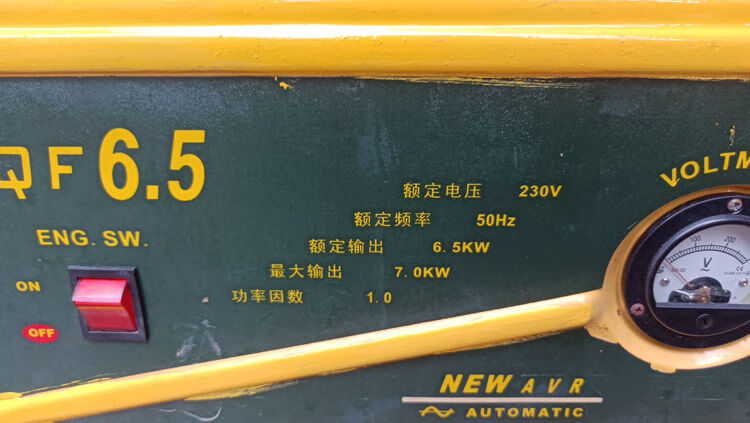 QF 6.5
ENG. SW.
ON
OFF
额定电压 230V
额定频率 50Hz
额定输出 6.5KW
最大输出 7.0KW
功率因数 1.0
VOLTM
100 200
V
NEW AVR
AUTOMATIC